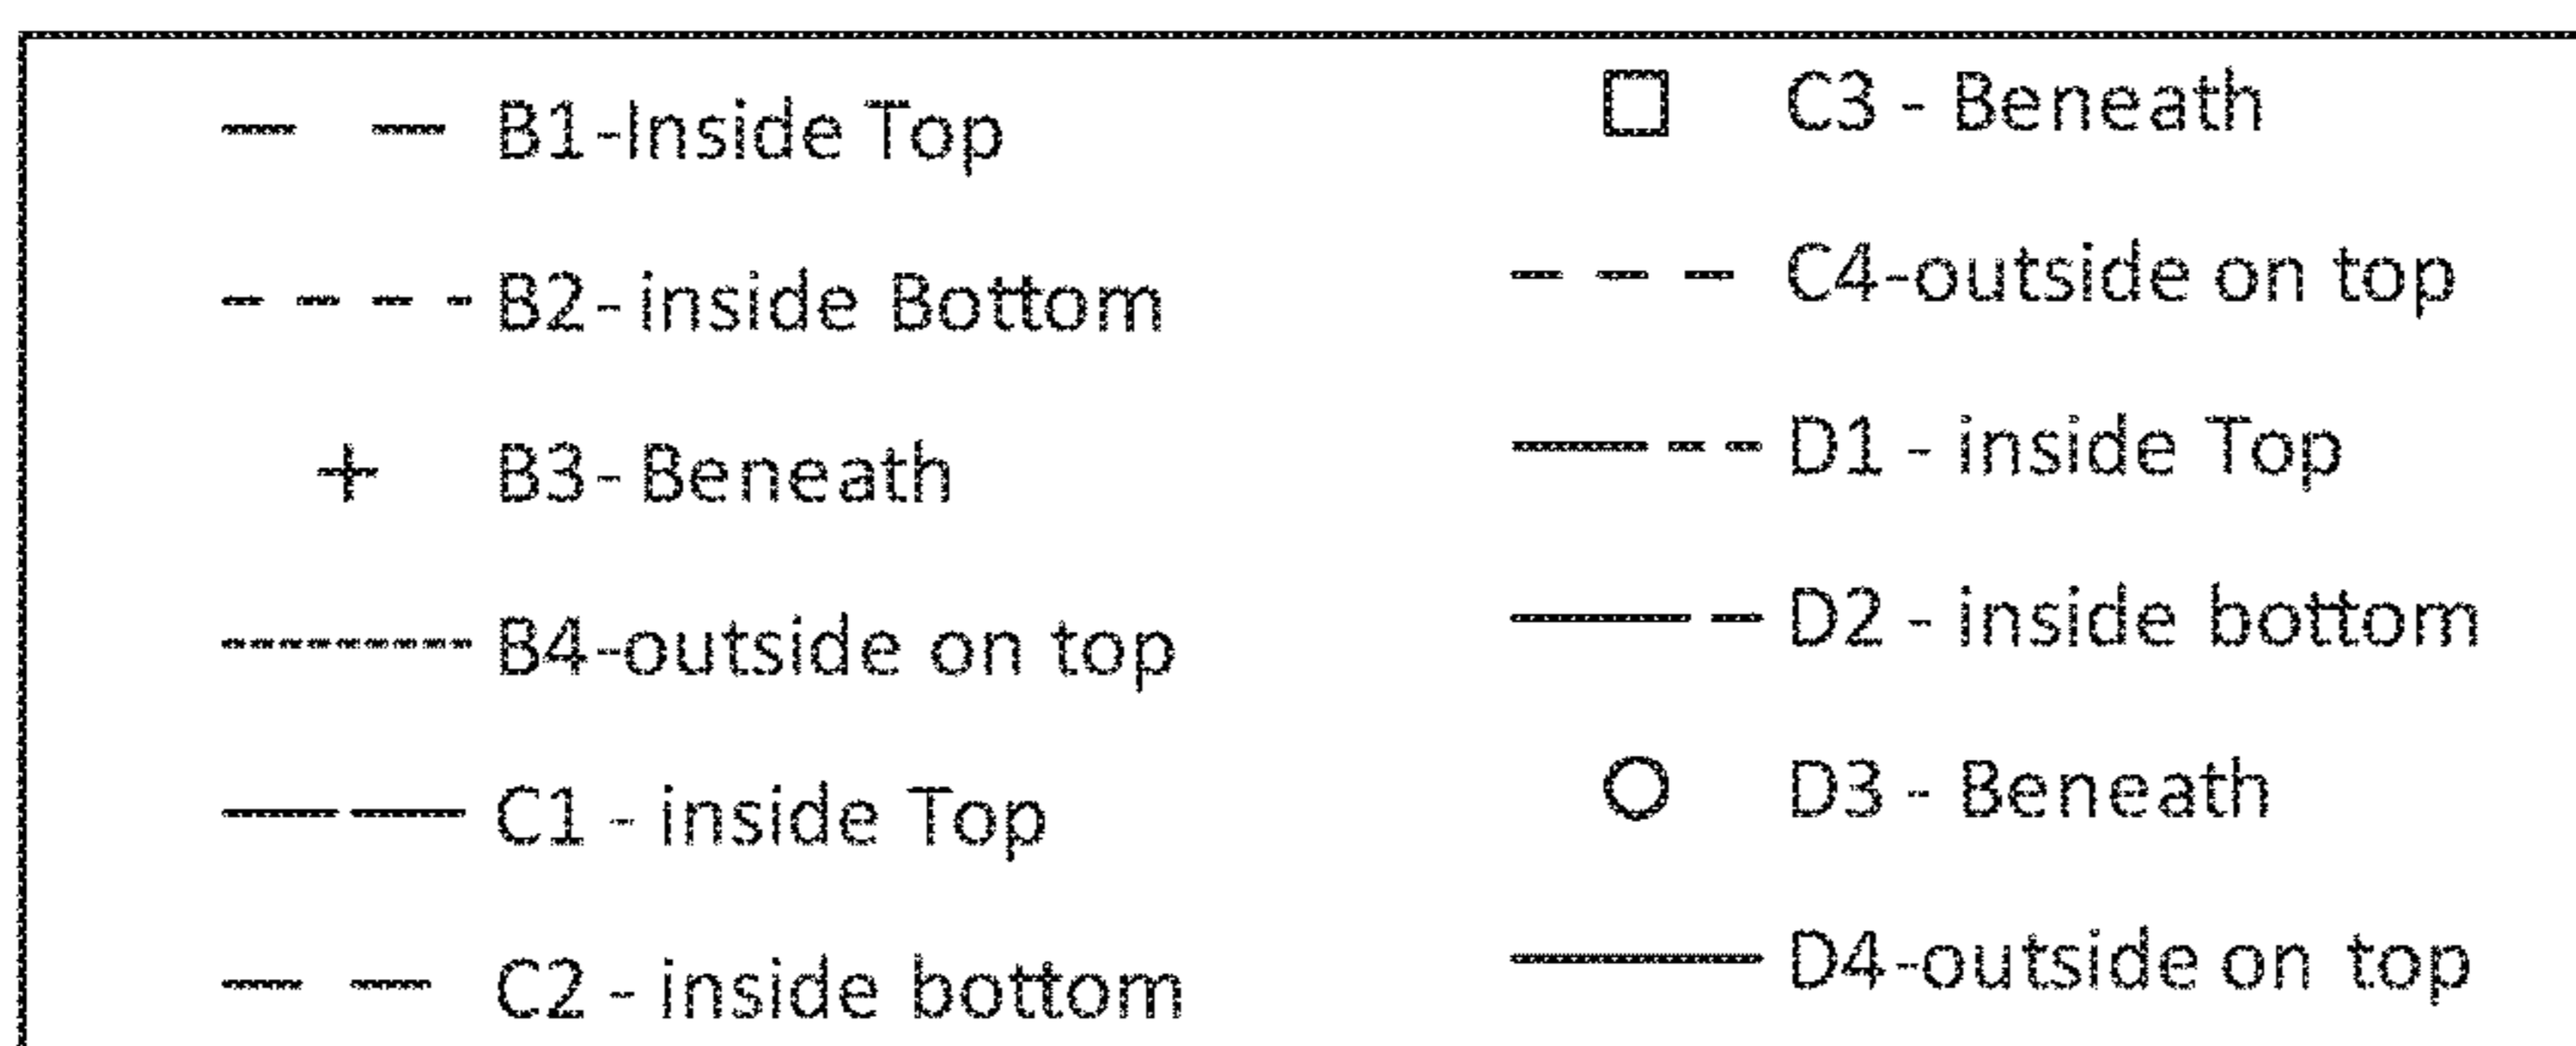 B1-Inside Top
B2- inside Bottom
B3- Beneath
B4-outside on top
C1 - inside Top
C2 - inside bottom
C3 - Beneath
C4-outside on top
D1 - inside Top
D2 - inside bottom
D3 - Beneath
D4-outside on top